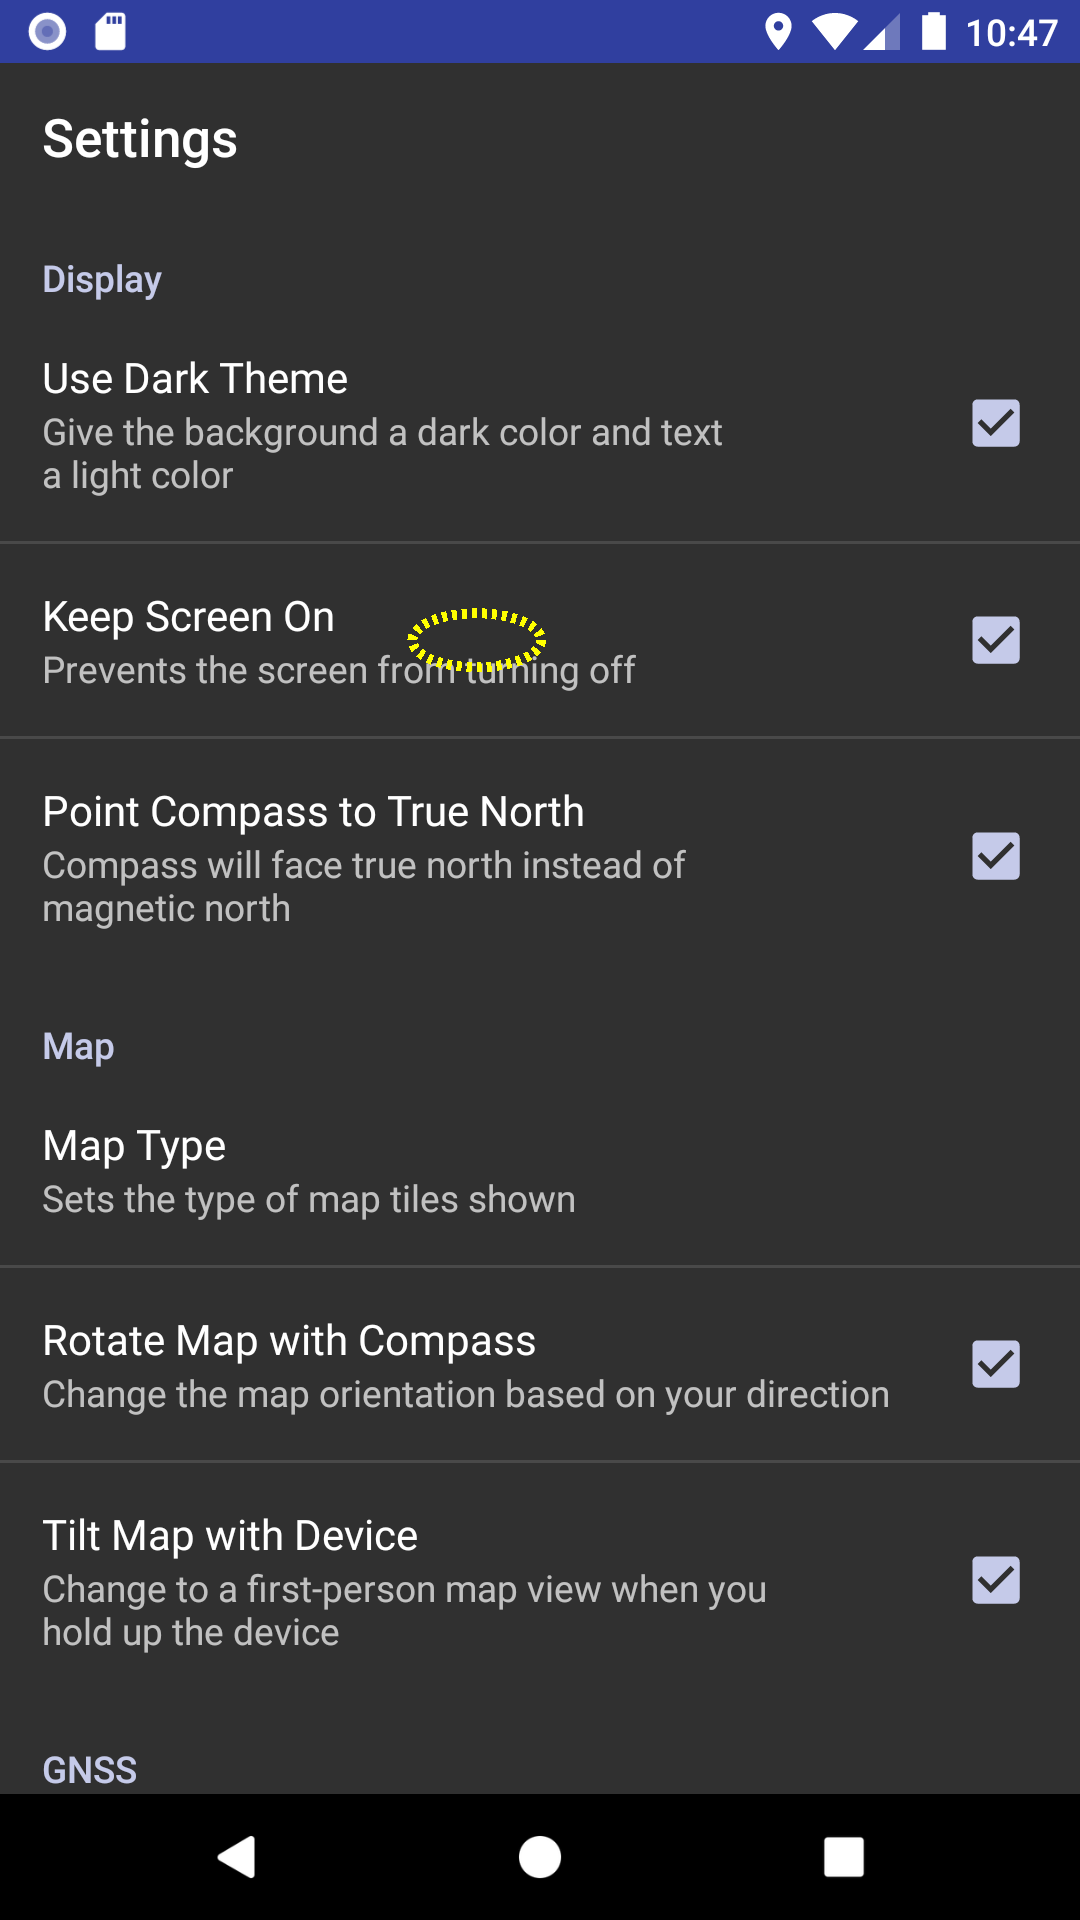 10:47
Settings
Display
Use Dark Theme
Give the background a dark color and text
a light color
Keep Screen On
Prevents the screen from turning off
Point Compass to True North
Compass will face true north instead of
magnetic north
Map
Map Type
Sets the type of map tiles shown
Rotate Map with Compass
Change the map orientation based on your direction
Tilt Map with Device
Change to a first-person map view when you
hold up the device
GNSS